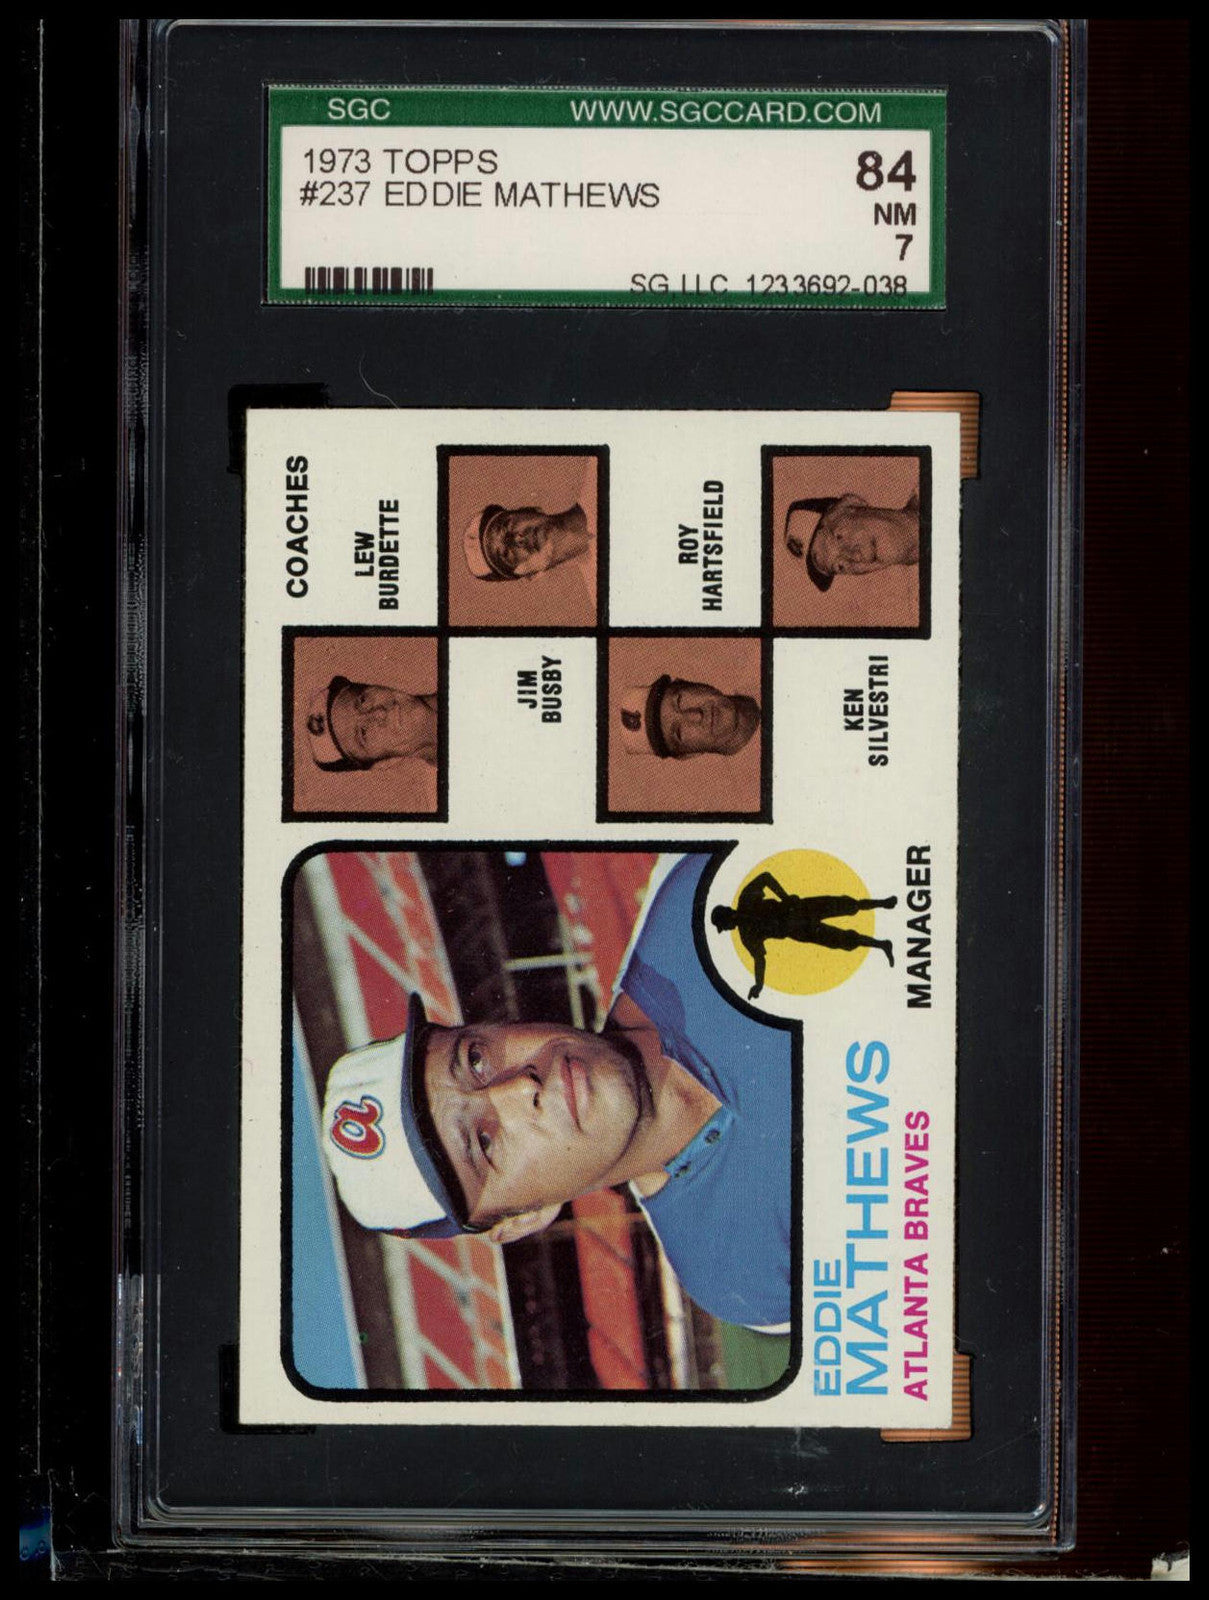 SGC WWW.SGCCARD.COM
1973 TOPPS 84
#237 EDDIE MATHEWS NM
7
SG, LLC 1233692-038
COACHES
LEW
BURDETTE
JIM
BUSBY
ROY
HARTSFIELD
KEN
SILVESTRI
a
a
a
a
MANAGER
EDDIE
MATHEWS
ATLANTA BRAVES